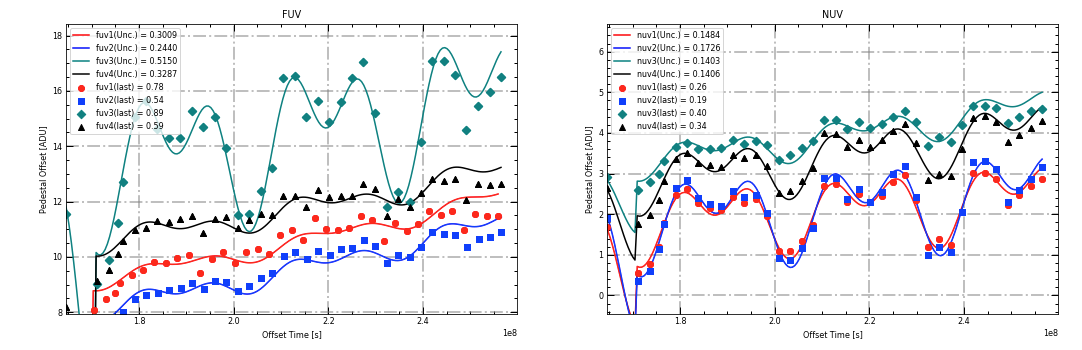 FUV
Pedestal Offset [ADU]
18
16
14
12
10
8
fuv1(Unc.) = 0.3009
fuv2(Unc.) = 0.2440
fuv3(Unc.) = 0.5150
fuv4(Unc.) = 0.3287
fuv1(last) = 0.78
fuv2(last) = 0.54
fuv3(last) = 0.89
fuv4(last) = 0.59
1.8 2.0 2.2 2.4
Offset Time [s]
1e8
NUV
Pedestal Offset [ADU]
6
5
4
3
2
1
0
nuv1(Unc.) = 0.1484
nuv2(Unc.) = 0.1726
nuv3(Unc.) = 0.1403
nuv4(Unc.) = 0.1406
nuv1(last) = 0.26
nuv2(last) = 0.19
nuv3(last) = 0.40
nuv4(last) = 0.34
1.8 2.0 2.2 2.4
Offset Time [s]
1e8